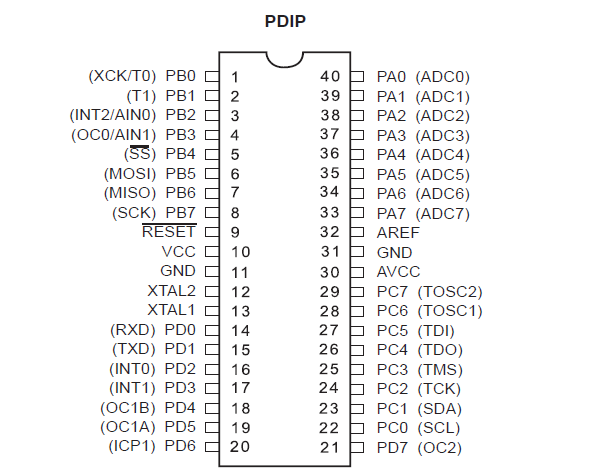 PDIP
(XCK/T0) PB0 1 40 PA0 (ADC0)
(T1) PB1 2 39 PA1 (ADC1)
(INT2/AIN0) PB2 3 38 PA2 (ADC2)
(OC0/AIN1) PB3 4 37 PA3 (ADC3)
(SS) PB4 5 36 PA4 (ADC4)
(MOSI) PB5 6 35 PA5 (ADC5)
(MISO) PB6 7 34 PA6 (ADC6)
(SCK) PB7 8 33 PA7 (ADC7)
RESET 9 32 AREF
VCC 10 31 GND
GND 11 30 AVCC
XTAL2 12 29 PC7 (TOSC2)
XTAL1 13 28 PC6 (TOSC1)
(RXD) PD0 14 27 PC5 (TDI)
(TXD) PD1 15 26 PC4 (TDO)
(INT0) PD2 16 25 PC3 (TMS)
(INT1) PD3 17 24 PC2 (TCK)
(OC1B) PD4 18 23 PC1 (SDA)
(OC1A) PD5 19 22 PC0 (SCL)
(ICP1) PD6 20 21 PD7 (OC2)